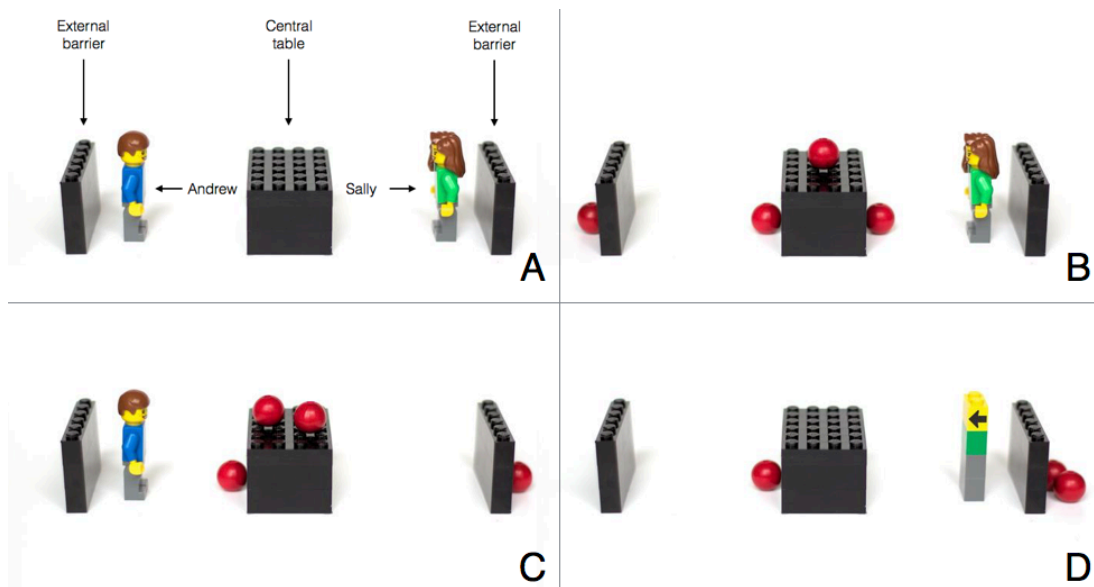 External
barrier
Central
table
External
barrier
Andrew
Sally
A
B
C
D